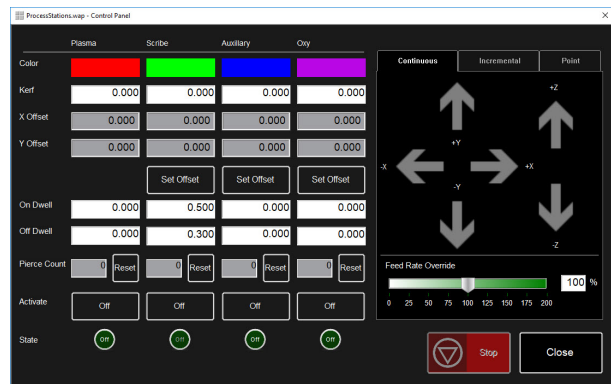 ProcessStations.wap - Control Panel
Plasma Scribe Auxiliary Oxy
Color
Kerf 0.000 0.000 0.000 0.000
X Offset 0.000 0.000 0.000 0.000
Y Offset 0.000 0.000 0.000 0.000
Set Offset Set Offset Set Offset
On Dwell 0.000 0.500 0.000 0.000
Off Dwell 0.000 0.300 0.000 0.000
Pierce Count 0 Reset 0 Reset 0 Reset 0 Reset
Activate Off Off Off Off
State Off Off Off Off
Continuous Incremental Point
+Y
-X +X
-Y
+Z
-Z
Feed Rate Override
100 %
0 25 50 75 100 125 150 175 200
Stop Close